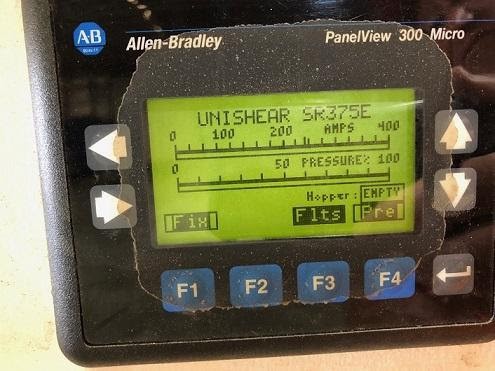 AB
QUALITY
Allen-Bradley
PanelView 300 Micro
UNISHEAR SR375E
0 100 200 AMPS 400
0 50 PRESSURE% 100
Hopper: EMPTY
Fix Flts Pre
F1 F2 F3 F4